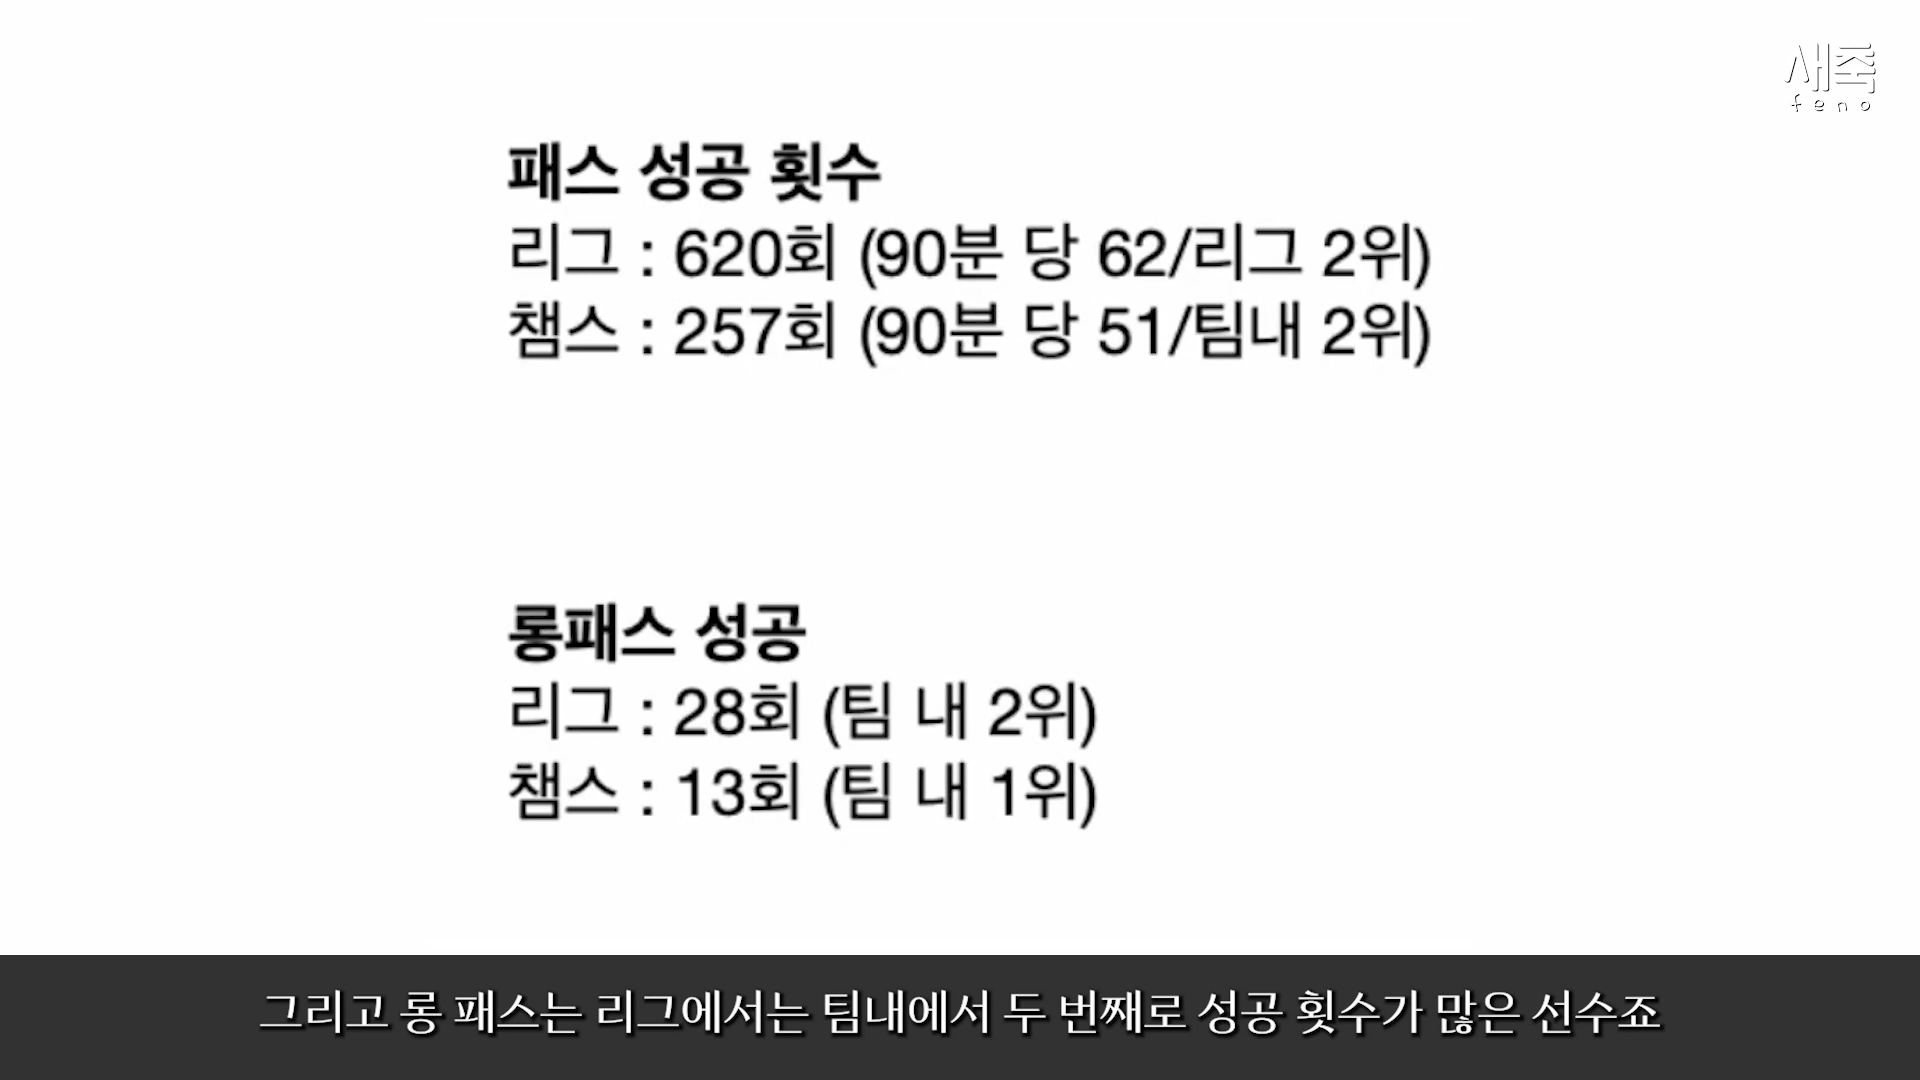 새축
feno
패스 성공 횟수
리그 : 620회 (90분 당 62/리그 2위)
챔스 : 257회 (90분 당 51/팀내 2위)
롱패스 성공
리그 : 28회 (팀 내 2위)
챔스 : 13회 (팀 내 1위)
그리고 롱 패스는 리그에서는 팀내에서 두 번째로 성공 횟수가 많은 선수죠